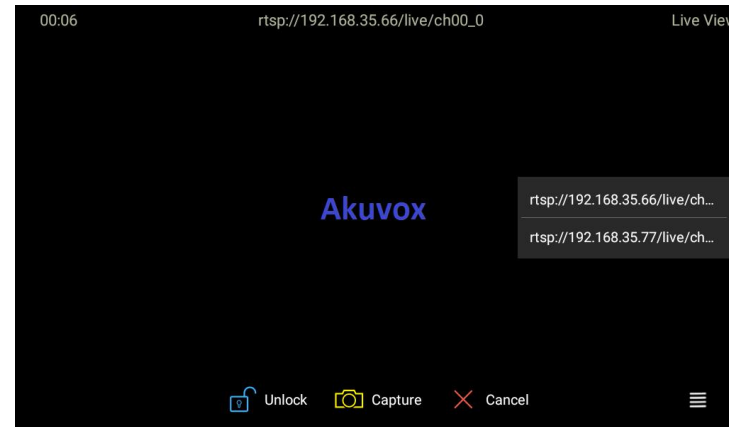 00:06 rtsp://192.168.35.66/live/ch00_0 Live View
Akuvox
rtsp://192.168.35.66/live/ch...
rtsp://192.168.35.77/live/ch...
Unlock Capture Cancel